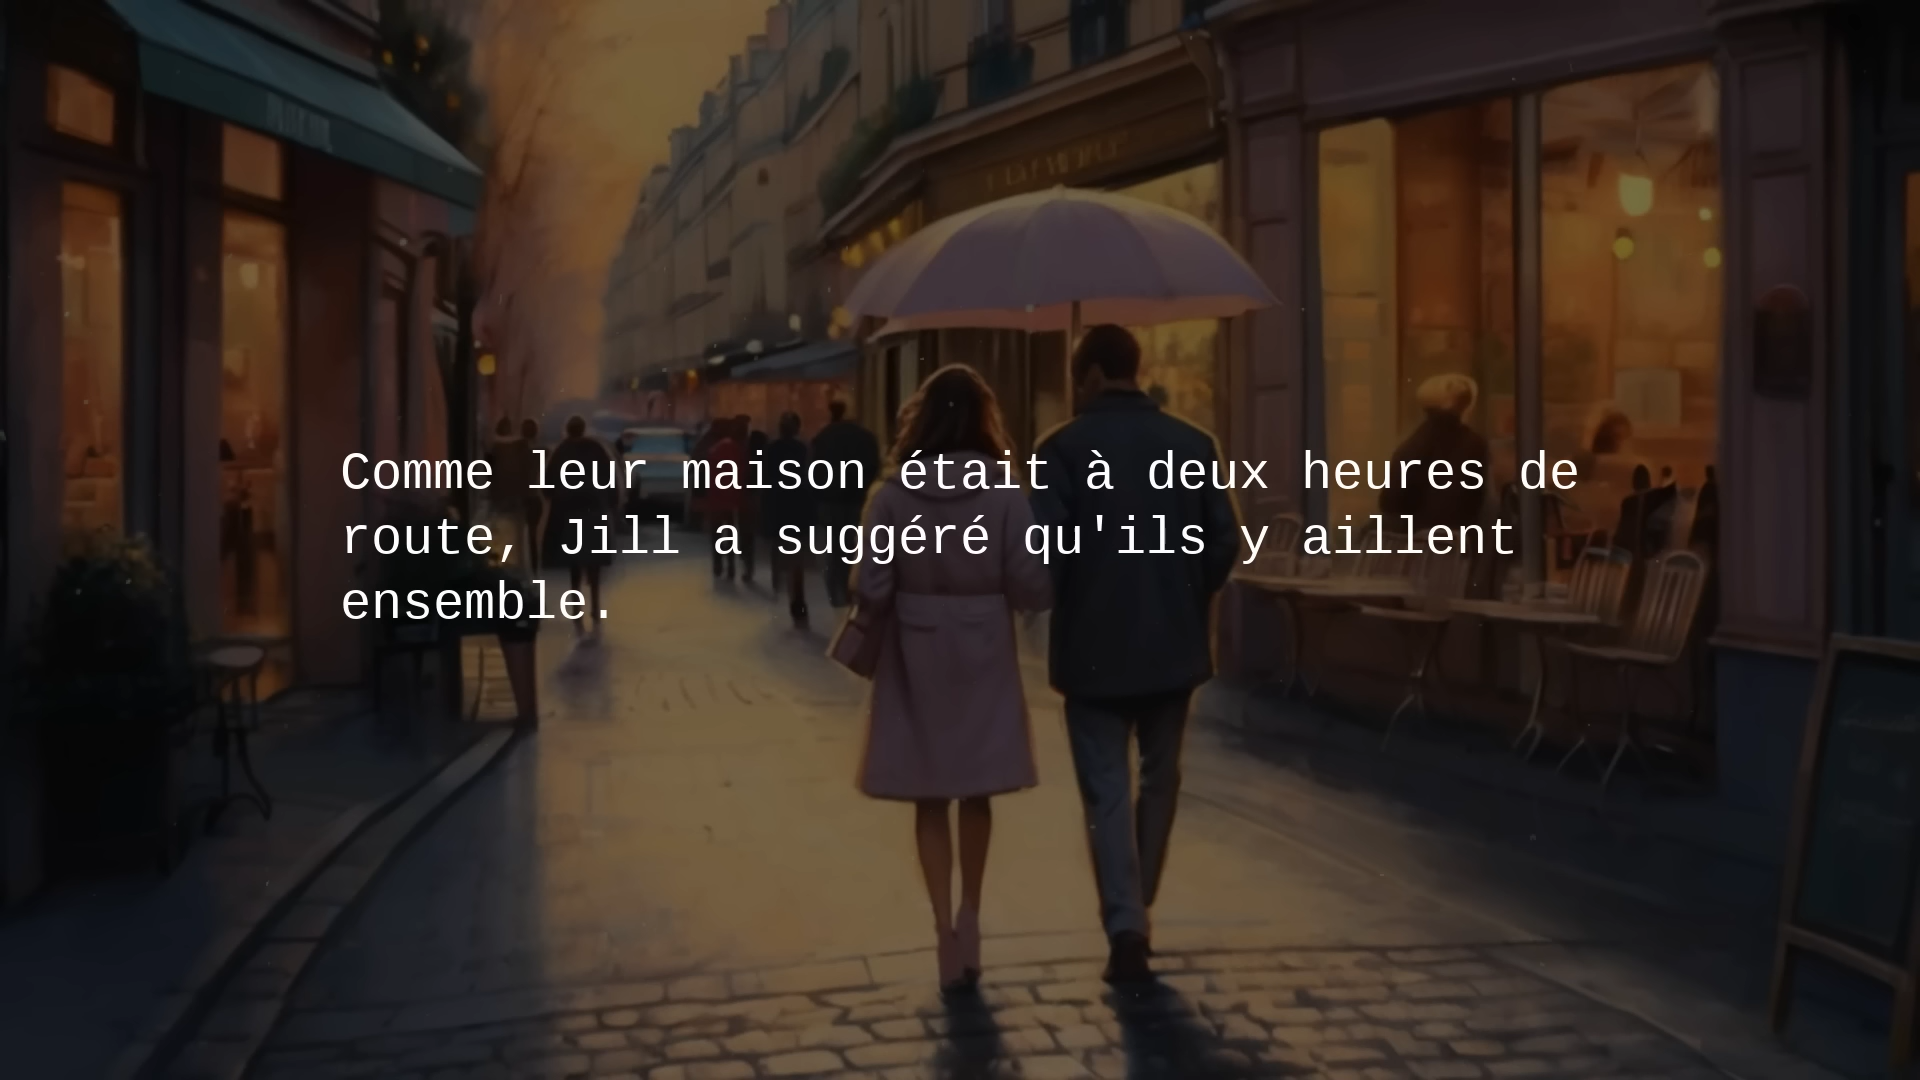 Comme leur maison était à deux heures de
route, Jill a suggéré qu'ils y aillent
ensemble.